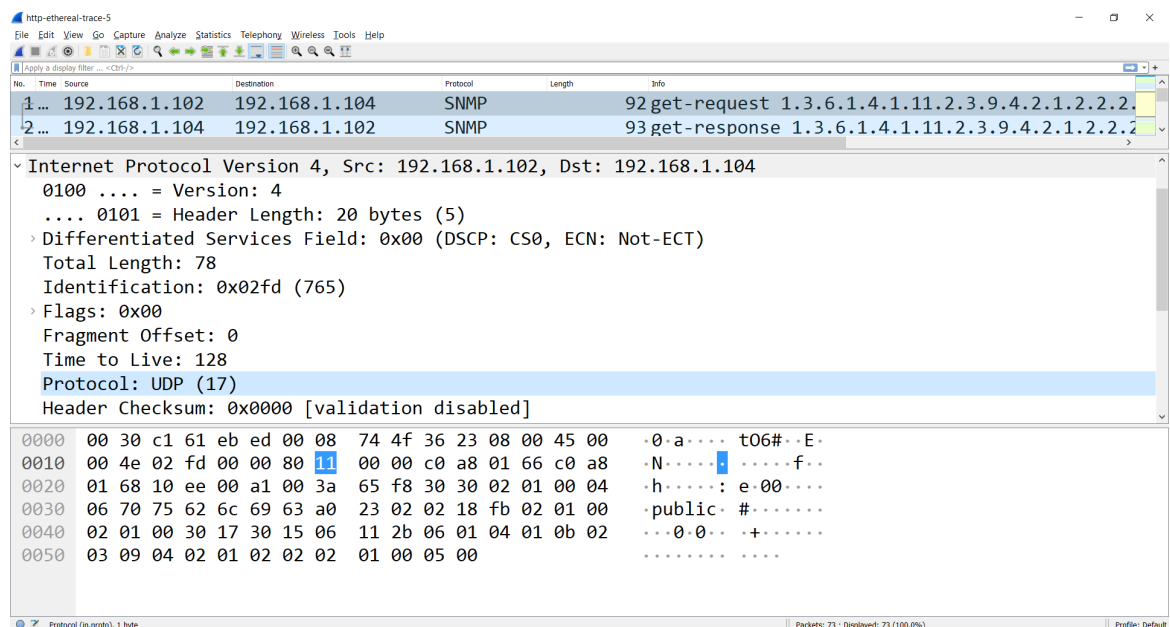 http-ethereal-trace-5
File Edit View Go Capture Analyze Statistics Telephony Wireless Tools Help
Apply a display filter ... <Ctrl-/>
No. Time Source Destination Protocol Length Info
1… 192.168.1.102 192.168.1.104 SNMP 92 get-request 1.3.6.1.4.1.11.2.3.9.4.2.1.2.2.2.
2… 192.168.1.104 192.168.1.102 SNMP 93 get-response 1.3.6.1.4.1.11.2.3.9.4.2.1.2.2.2
Internet Protocol Version 4, Src: 192.168.1.102, Dst: 192.168.1.104
0100 .... = Version: 4
.... 0101 = Header Length: 20 bytes (5)
Differentiated Services Field: 0x00 (DSCP: CS0, ECN: Not-ECT)
Total Length: 78
Identification: 0x02fd (765)
Flags: 0x00
Fragment Offset: 0
Time to Live: 128
Protocol: UDP (17)
Header Checksum: 0x0000 [validation disabled]
0000 00 30 c1 61 eb ed 00 08 74 4f 36 23 08 00 45 00 ·0·a···· tO6#··E·
0010 00 4e 02 fd 00 00 80 11 00 00 c0 a8 01 66 c0 a8 ·N······ ·····f··
0020 01 68 10 ee 00 a1 00 3a 65 f8 30 30 02 01 00 04 ·h·····: e·00····
0030 06 70 75 62 6c 69 63 a0 23 02 02 18 fb 02 01 00 ·public· #·······
0040 02 01 00 30 17 30 15 06 11 2b 06 01 04 01 0b 02 ···0·0·· ·+······
0050 03 09 04 02 01 02 02 02 01 00 05 00 ········ ····
Protocol (ip.proto), 1 byte Packets: 73 · Displayed: 73 (100.0%) Profile: Default